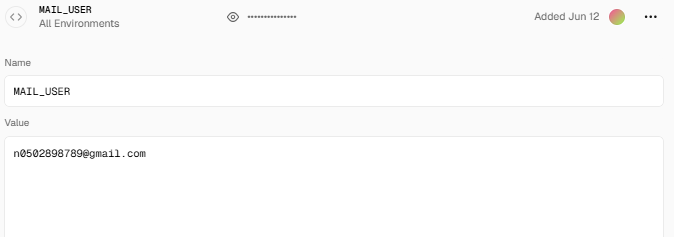 MAIL_USER
All Environments
•••••••••••••••
Added Jun 12
Name
MAIL_USER
Value
n0502898789@gmail.com